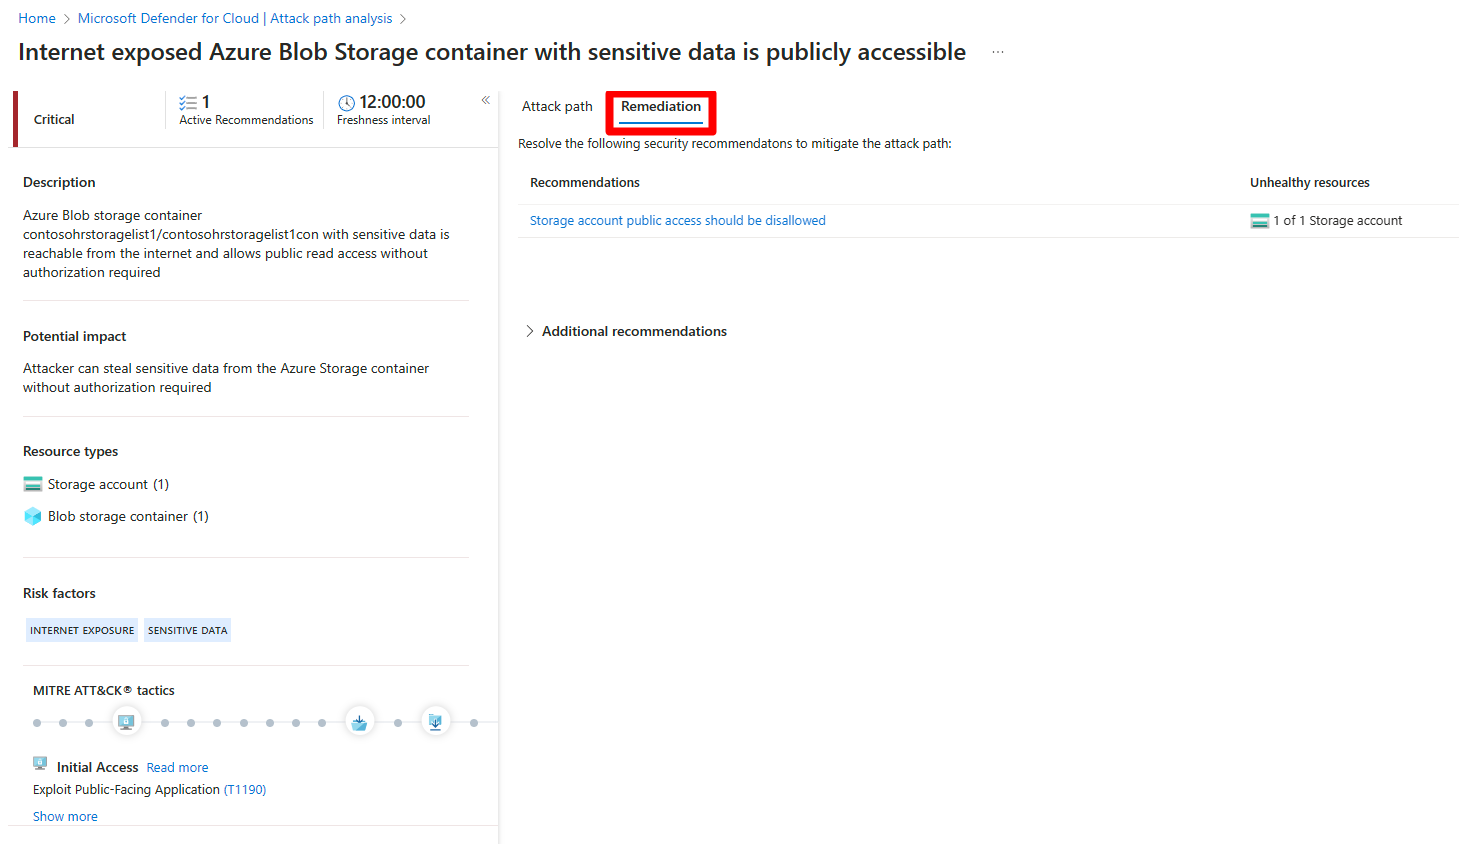 Home > Microsoft Defender for Cloud | Attack path analysis >
Internet exposed Azure Blob Storage container with sensitive data is publicly accessible ...
Critical
1
Active Recommendations
12:00:00
Freshness interval
«
Description
Azure Blob storage container
contosohrstoragelist1/contosohrstoragelist1con with sensitive data is
reachable from the internet and allows public read access without
authorization required
Potential impact
Attacker can steal sensitive data from the Azure Storage container
without authorization required
Resource types
Storage account (1)
Blob storage container (1)
Risk factors
INTERNET EXPOSURE SENSITIVE DATA
MITRE ATT&CK® tactics
Initial Access Read more
Exploit Public-Facing Application (T1190)
Show more
Attack path Remediation
Resolve the following security recommendatons to mitigate the attack path:
Recommendations Unhealthy resources
Storage account public access should be disallowed 1 of 1 Storage account
> Additional recommendations